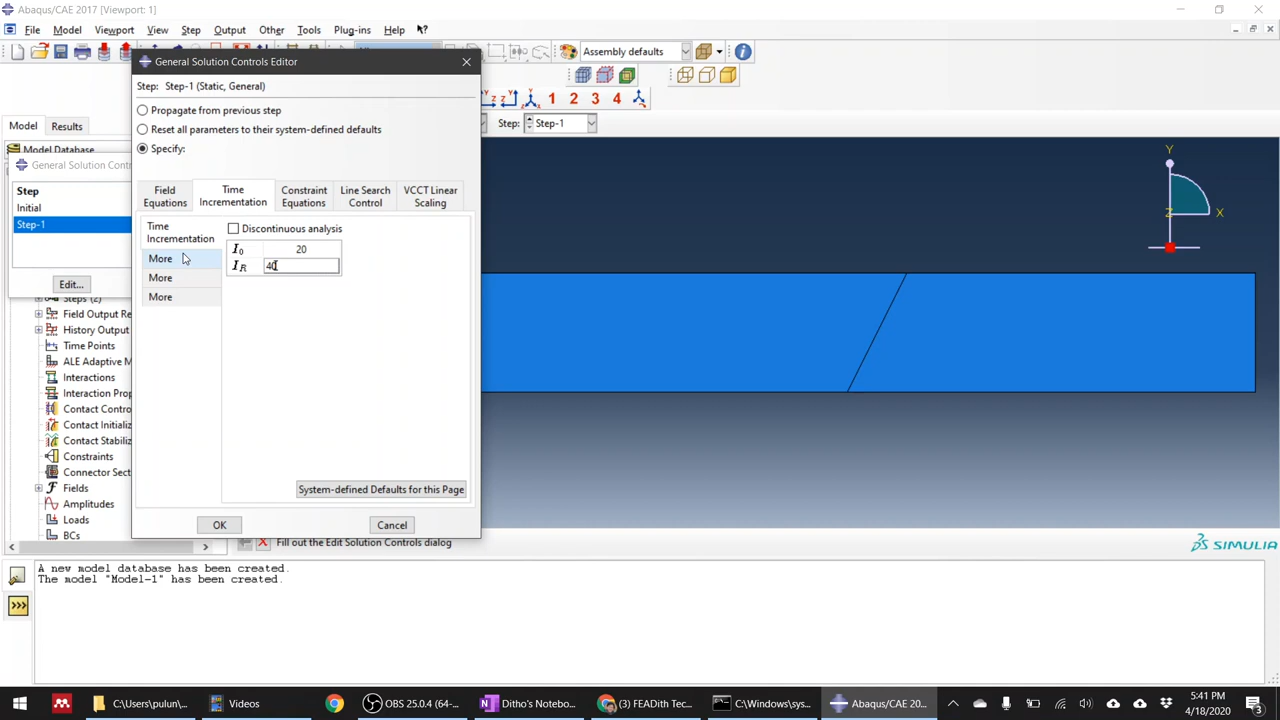 Abaqus/CAE 2017 [Viewport: 1]
File Model Viewport View Step Output Other Tools Plug-ins Help
Assembly defaults
General Solution Controls Editor
Step: Step-1 (Static, General)
Propagate from previous step
Reset all parameters to their system-defined defaults
Specify:
Field Equations
Time Incrementation
Constraint Equations
Line Search Control
VCCT Linear Scaling
Time Incrementation
More
More
More
Discontinuous analysis
I0 20
IR 40
System-defined Defaults for this Page
OK Cancel
1 2 3 4
Step: Step-1
Model Results
Model Database
General Solution Contro
Step
Initial
Step-1
Edit...
Steps (2)
Field Output Re
History Output
Time Points
ALE Adaptive M
Interactions
Interaction Prop
Contact Contro
Contact Initializ
Contact Stabiliz
Constraints
Connector Sect
Fields
Amplitudes
Loads
BCs
Y
Z X
Fill out the Edit Solution Controls dialog
SIMULIA
A new model database has been created.
The model "Model-1" has been created.
>>>
C:\Users\pulun\...
Videos
OBS 25.0.4 (64-...
Ditho's Notebo...
(3) FEADith Tec...
C:\Windows\sys...
Abaqus/CAE 20...
5:41 PM
4/18/2020